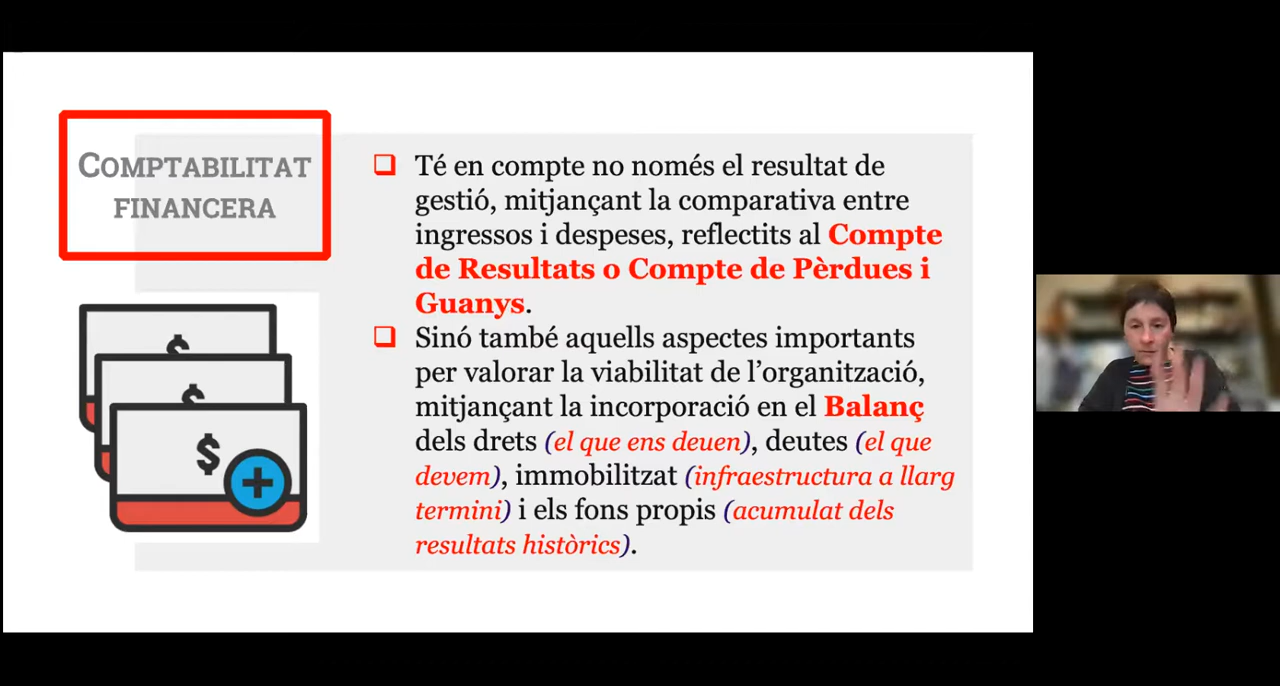 COMPTABILITAT
FINANCERA
Té en compte no només el resultat de
gestió, mitjançant la comparativa entre
ingressos i despeses, reflectits al Compte
de Resultats o Compte de Pèrdues i
Guanys.
Sinó també aquells aspectes importants
per valorar la viabilitat de l’organització,
mitjançant la incorporació en el Balanç
dels drets (el que ens deuen), deutes (el que
devem), immobilitzat (infraestructura a llarg
termini) i els fons propis (acumulat dels
resultats històrics).
$
$
$